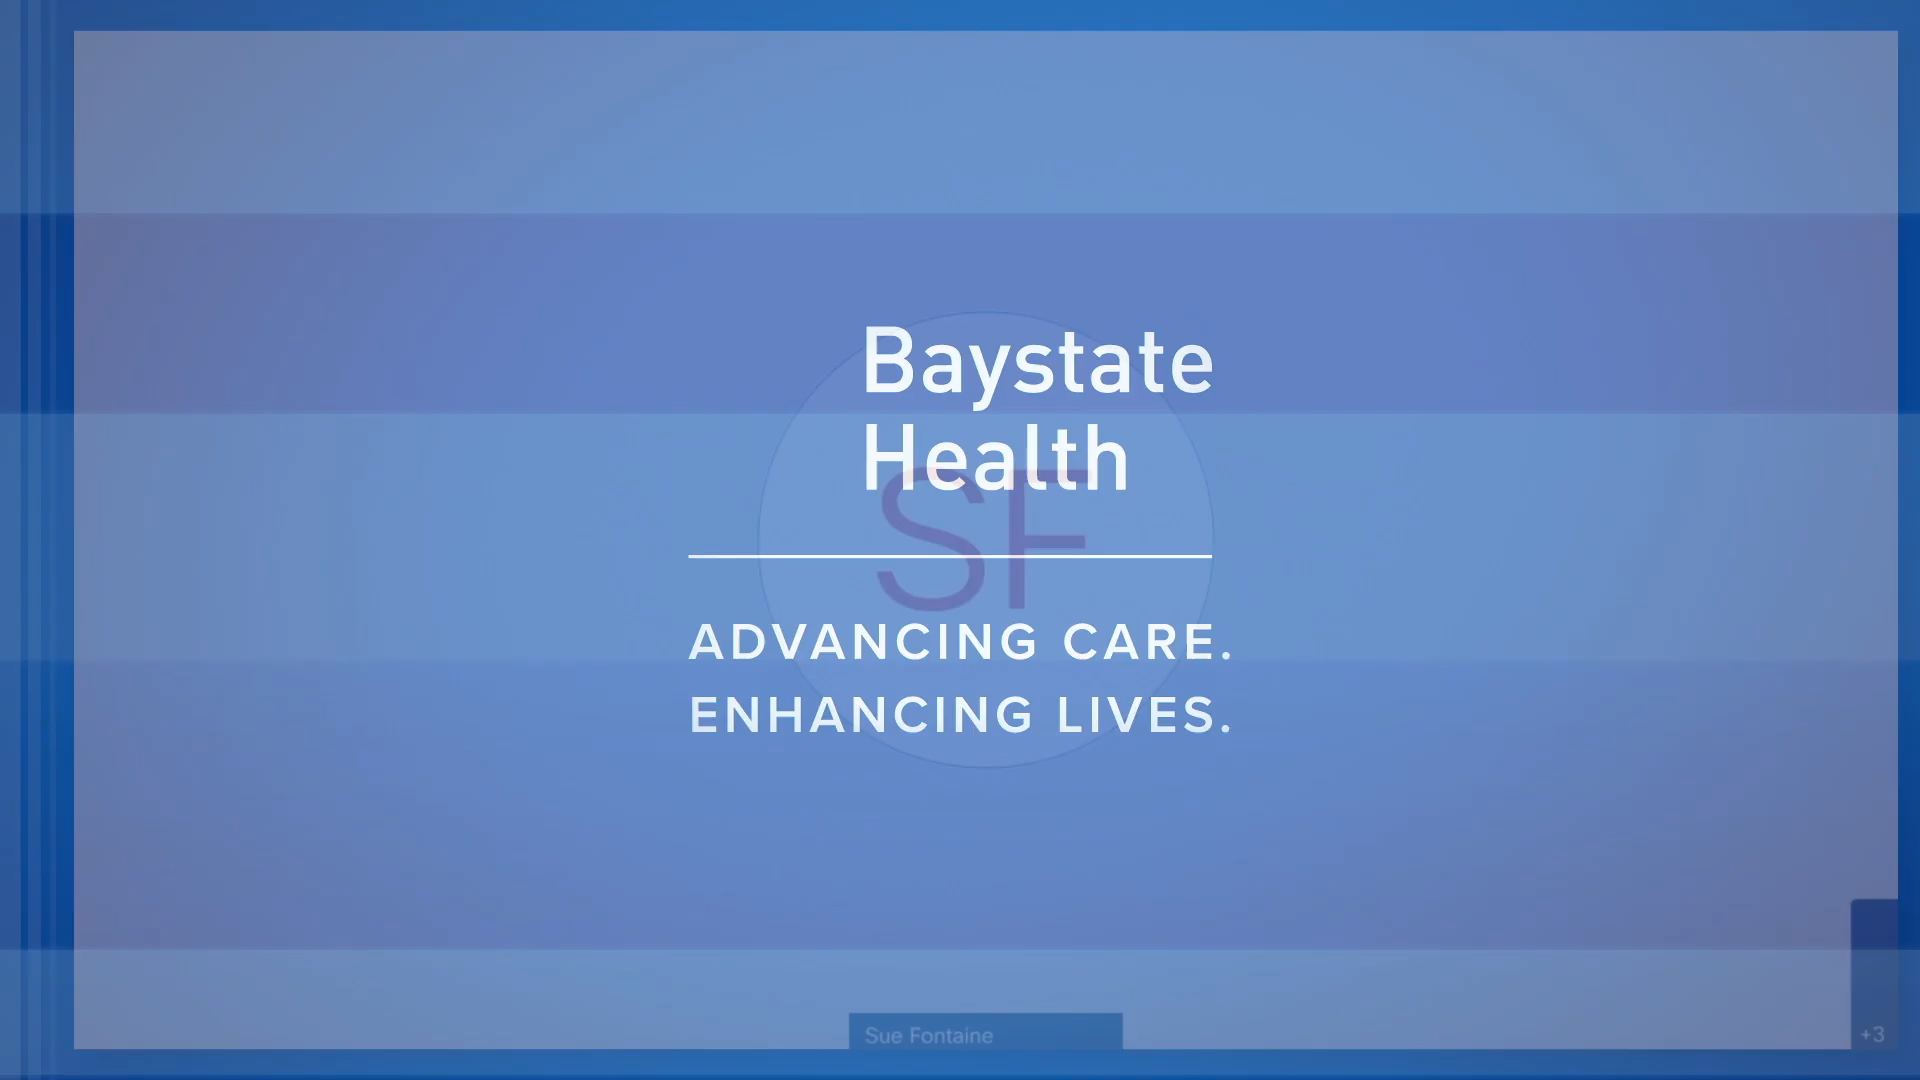 Baystate
Health
SF
ADVANCING CARE.
ENHANCING LIVES.
Sue Fontaine
+3